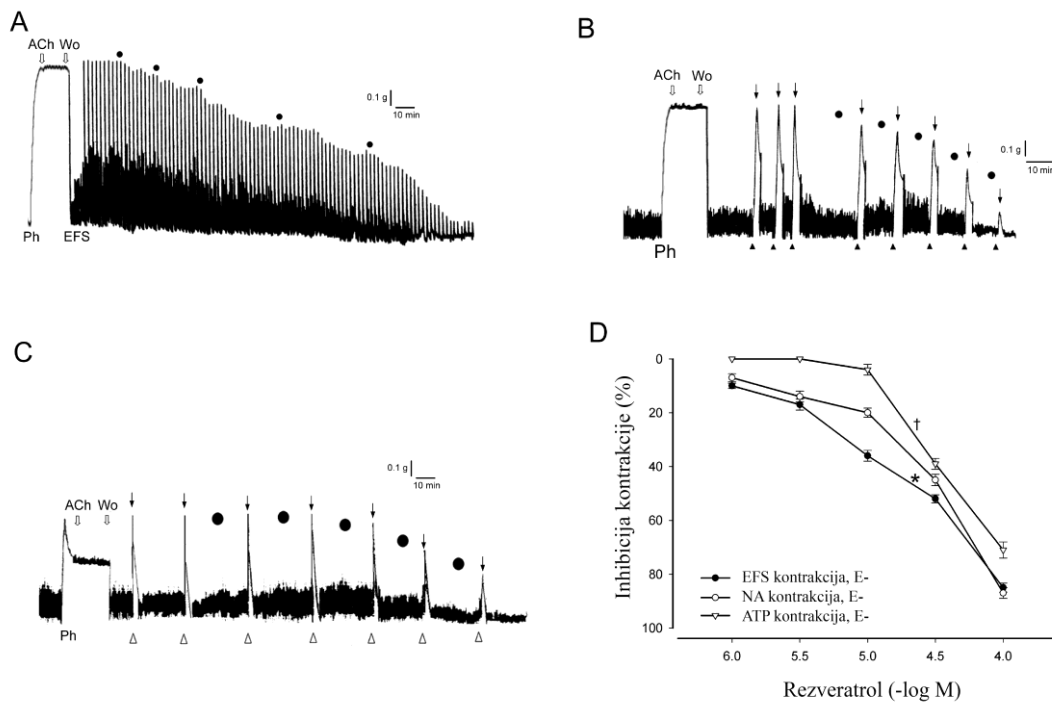 A
ACh Wo
0.1 g
10 min
Ph
EFS
B
ACh Wo
0.1 g
10 min
Ph
C
0.1 g
10 min
ACh Wo
Ph
D
Inhibicija kontrakcije (%)
0
20
40
60
80
100
†
*
EFS kontrakcija, E-
NA kontrakcija, E-
ATP kontrakcija, E-
6.0 5.5 5.0 4.5 4.0
Rezveratrol (-log M)